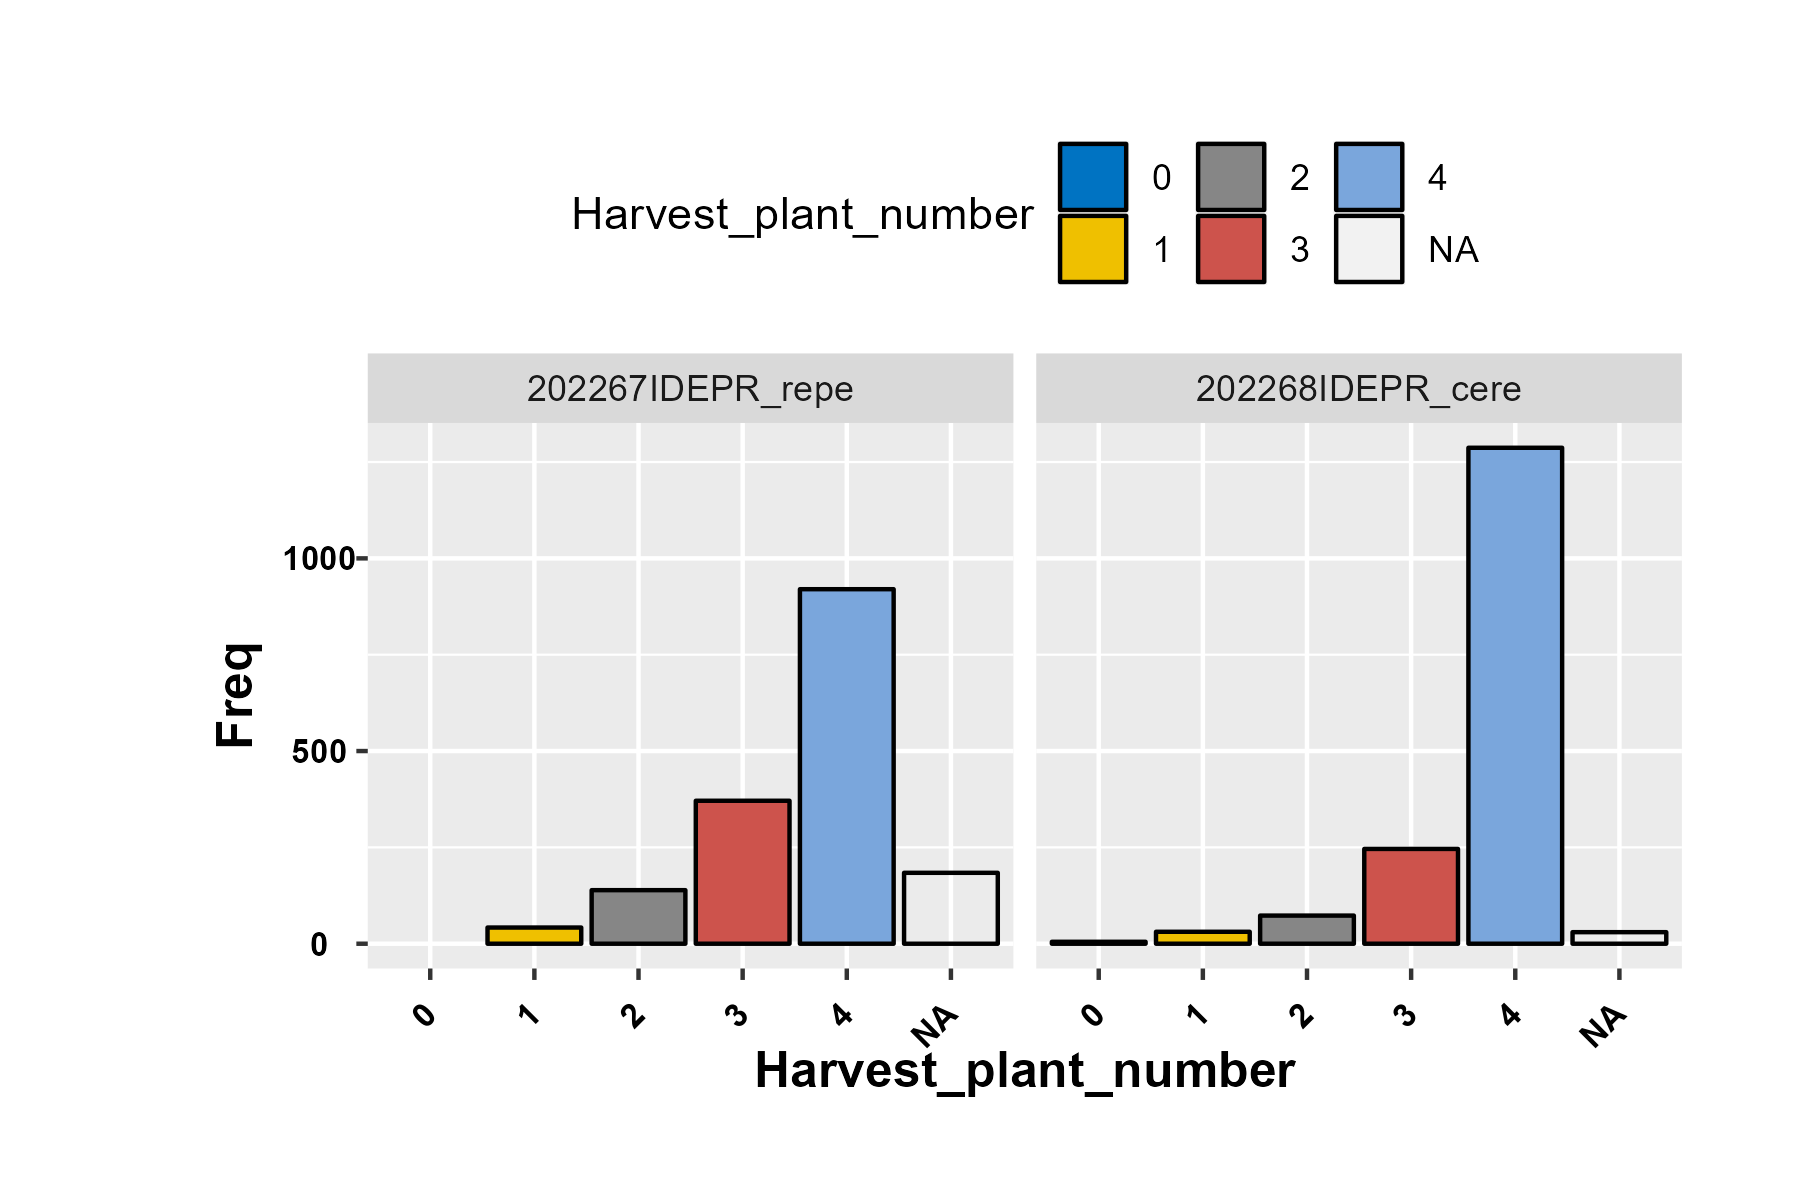 Harvest_plant_number
0 2 4
1 3 NA
202267IDEPR_repe 202268IDEPR_cere
Freq
1000
500
0
0 1 2 3 4 NA 0 1 2 3 4 NA
Harvest_plant_number